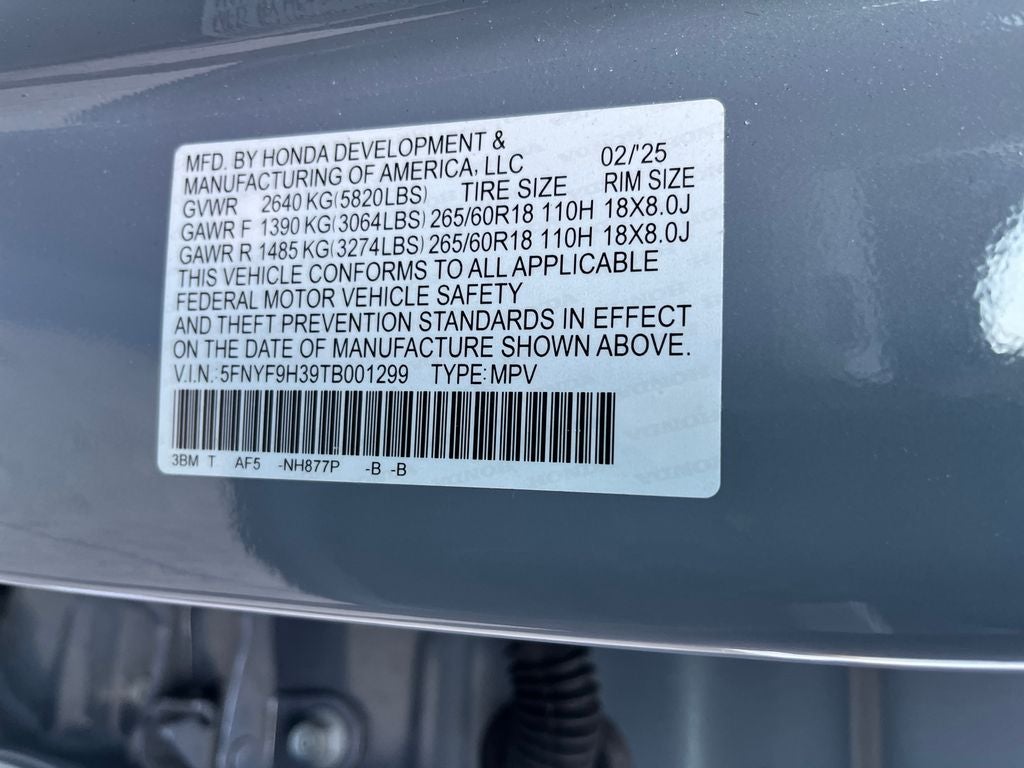 MFD. BY HONDA DEVELOPMENT &
MANUFACTURING OF AMERICA, LLC 02/'25
GVWR 2640 KG(5820LBS) TIRE SIZE RIM SIZE
GAWR F 1390 KG(3064LBS) 265/60R18 110H 18X8.0J
GAWR R 1485 KG(3274LBS) 265/60R18 110H 18X8.0J
THIS VEHICLE CONFORMS TO ALL APPLICABLE
FEDERAL MOTOR VEHICLE SAFETY
AND THEFT PREVENTION STANDARDS IN EFFECT
ON THE DATE OF MANUFACTURE SHOWN ABOVE.
V.I.N.: 5FNYF9H39TB001299 TYPE: MPV
3BM T AF5 -NH877P -B -B